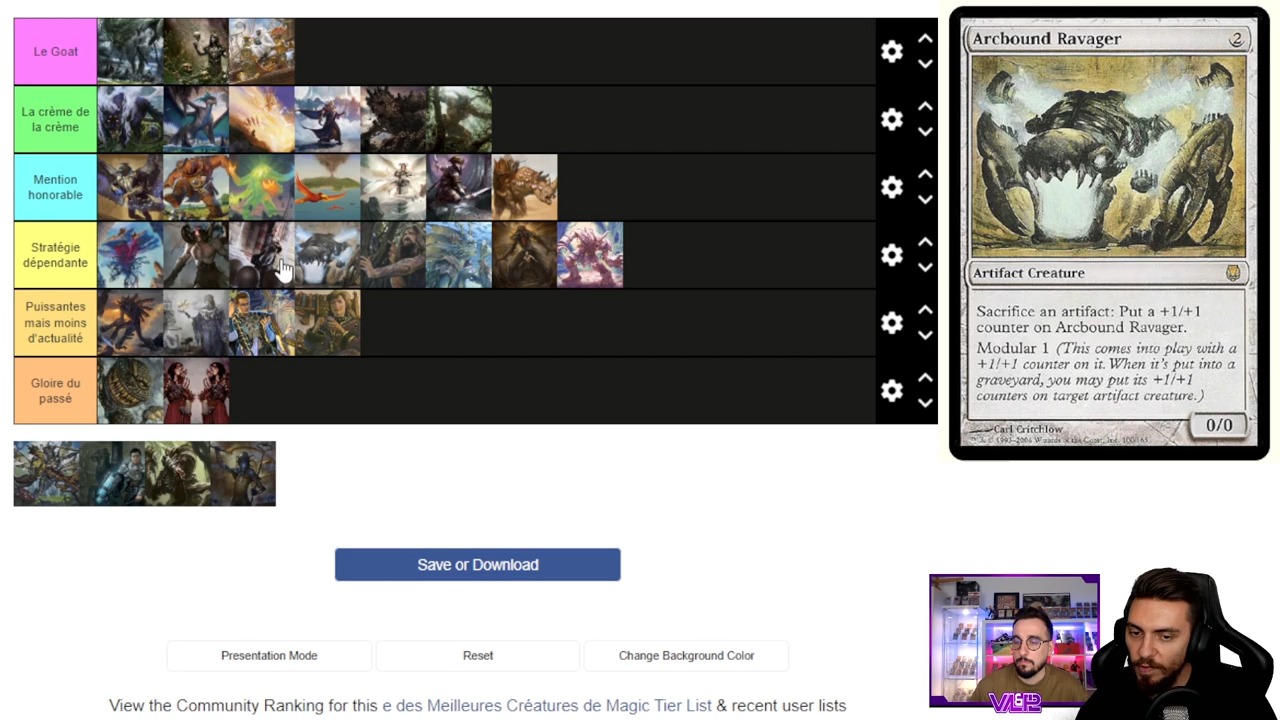 Le Goat
La crème de
la crème
Mention
honorable
Stratégie
dépendante
Puissantes
mais moins
d'actualité
Gloire du
passé
Arcbound Ravager 2
Artifact Creature
Sacrifice an artifact: Put a +1/+1
counter on Arcbound Ravager.
Modular 1 (This comes into play with a
+1/+1 counter on it. When it's put into a
graveyard, you may put its +1/+1
counters on target artifact creature.)
Carl Critchlow
0/0
Save or Download
Presentation Mode
Reset
Change Background Color
View the Community Ranking for this e des Meilleures Créatures de Magic Tier List & recent user lists